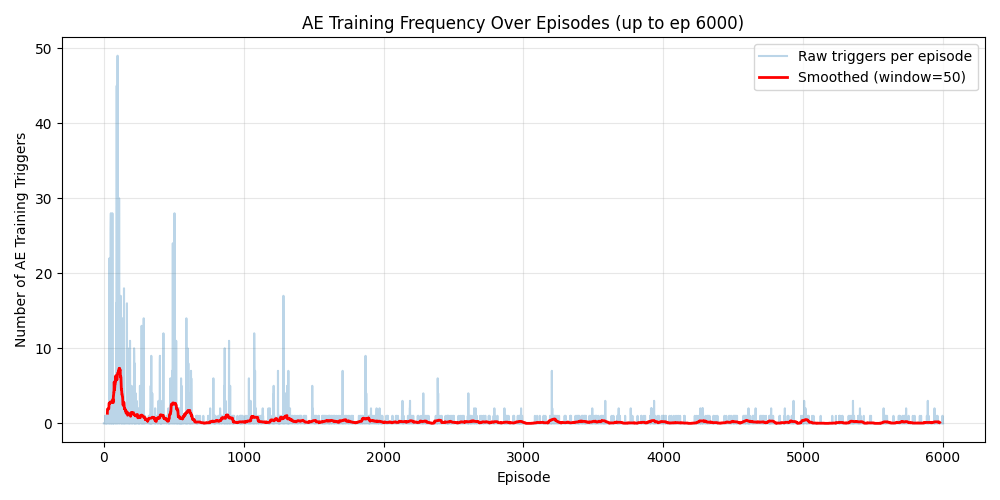 AE Training Frequency Over Episodes (up to ep 6000)
Raw triggers per episode
Smoothed (window=50)
Number of AE Training Triggers
50
40
30
20
10
0
0 1000 2000 3000 4000 5000 6000
Episode